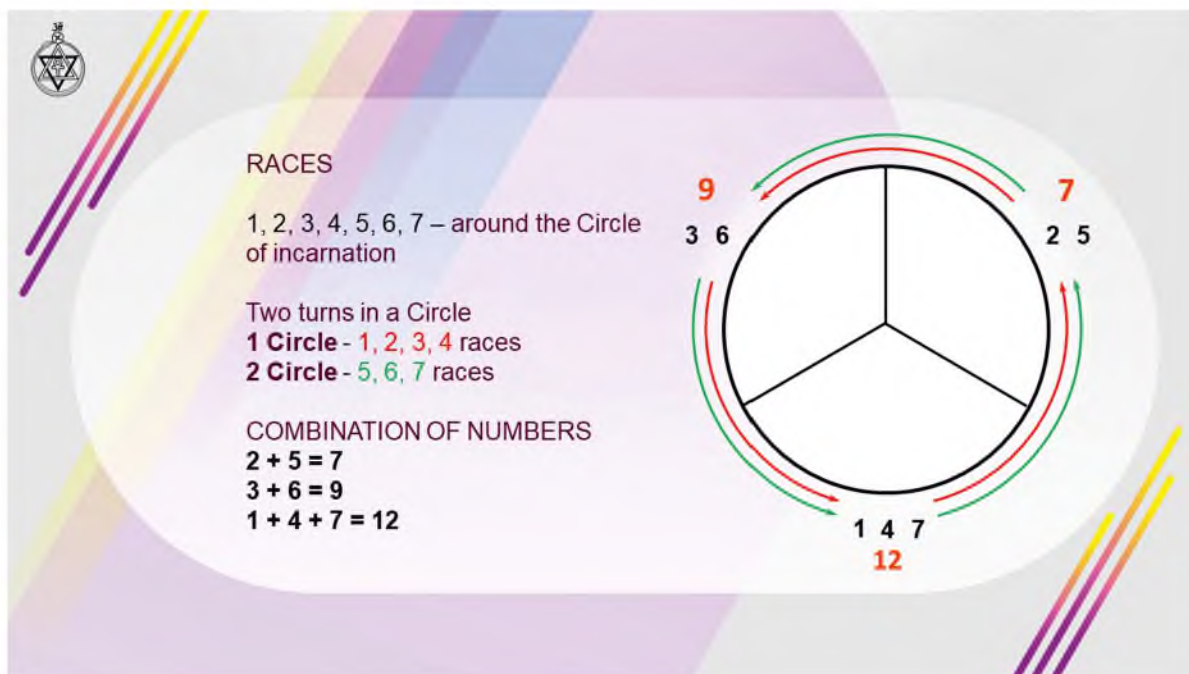 RACES
1, 2, 3, 4, 5, 6, 7 – around the Circle
of incarnation
Two turns in a Circle
1 Circle - 1, 2, 3, 4 races
2 Circle - 5, 6, 7 races
COMBINATION OF NUMBERS
2 + 5 = 7
3 + 6 = 9
1 + 4 + 7 = 12
9
3 6
7
2 5
1 4 7
12